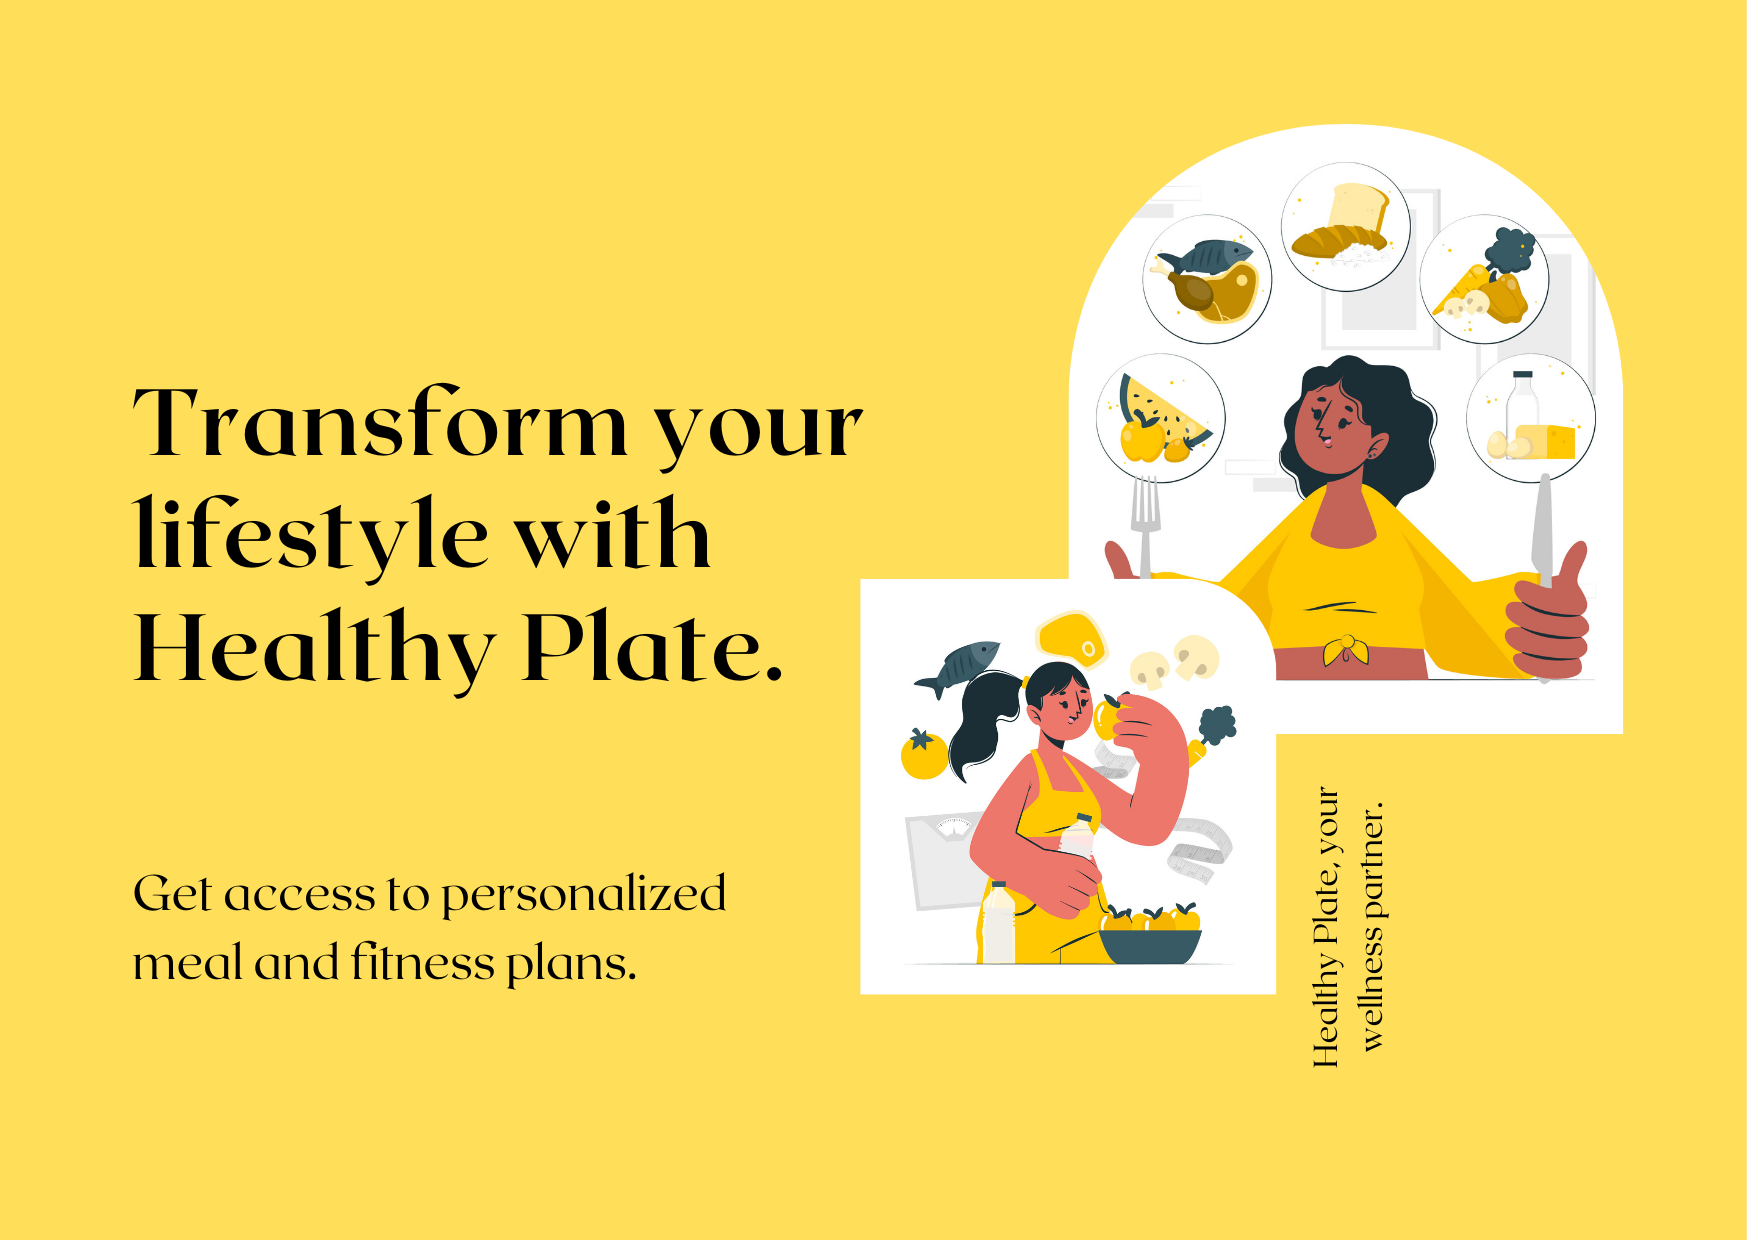 Transform your
lifestyle with
Healthy Plate.
Get access to personalized
meal and fitness plans.
Healthy Plate, your
wellness partner.